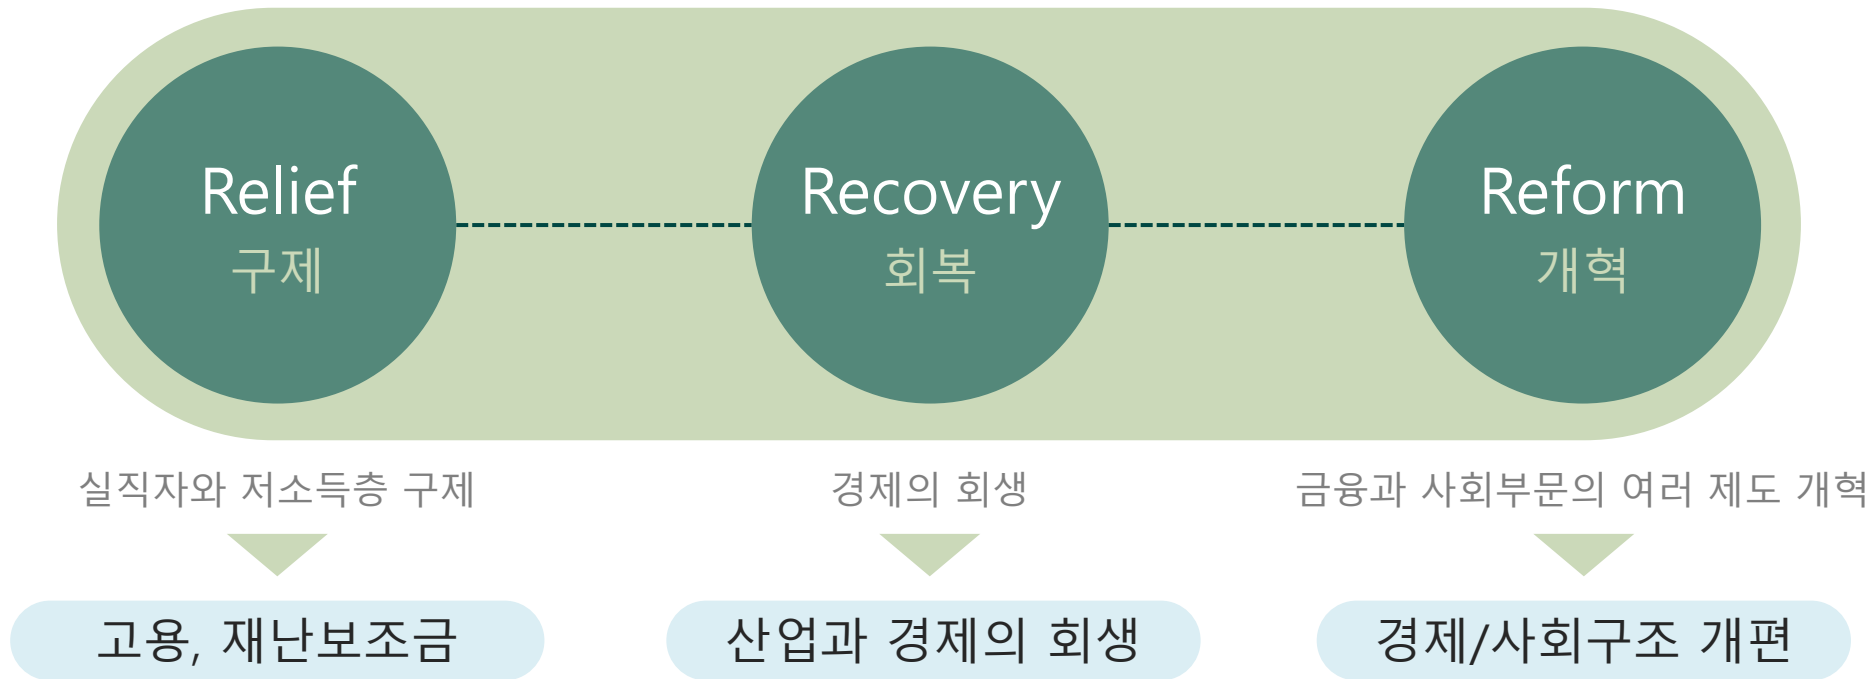 Relief
구제
Recovery
회복
Reform
개혁
실직자와 저소득층 구제
경제의 회생
금융과 사회부문의 여러 제도 개혁
고용, 재난보조금
산업과 경제의 회생
경제/사회구조 개편